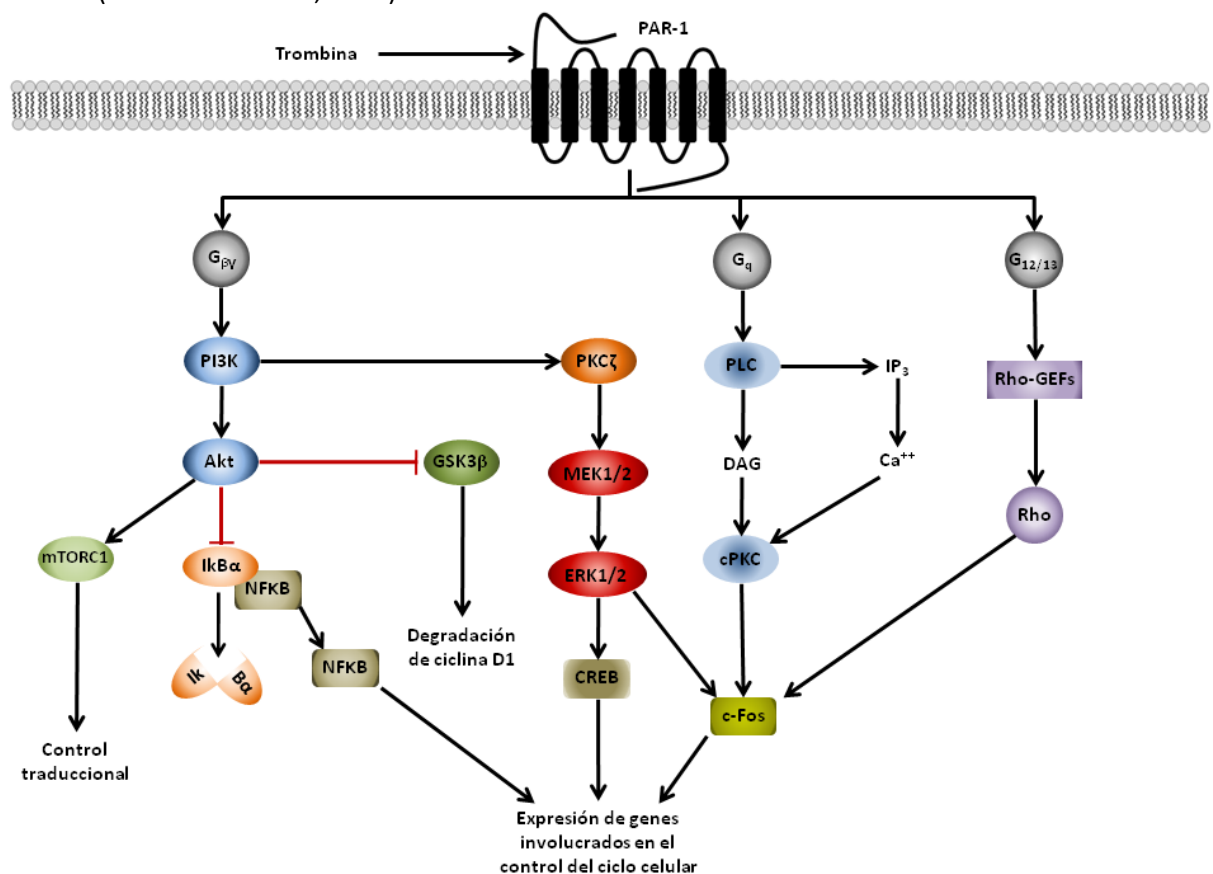 PAR-1
Trombina
Gβγ
Gq
G12/13
PI3K
PKCζ
PLC
IP3
Rho-GEFs
Akt
GSK3β
MEK1/2
DAG
Ca++
Rho
mTORC1
IkBα
NFKB
ERK1/2
cPKC
Degradación
de ciclina D1
NFKB
Ik
Bα
CREB
c-Fos
Control
traduccional
Expresión de genes
involucrados en el
control del ciclo celular